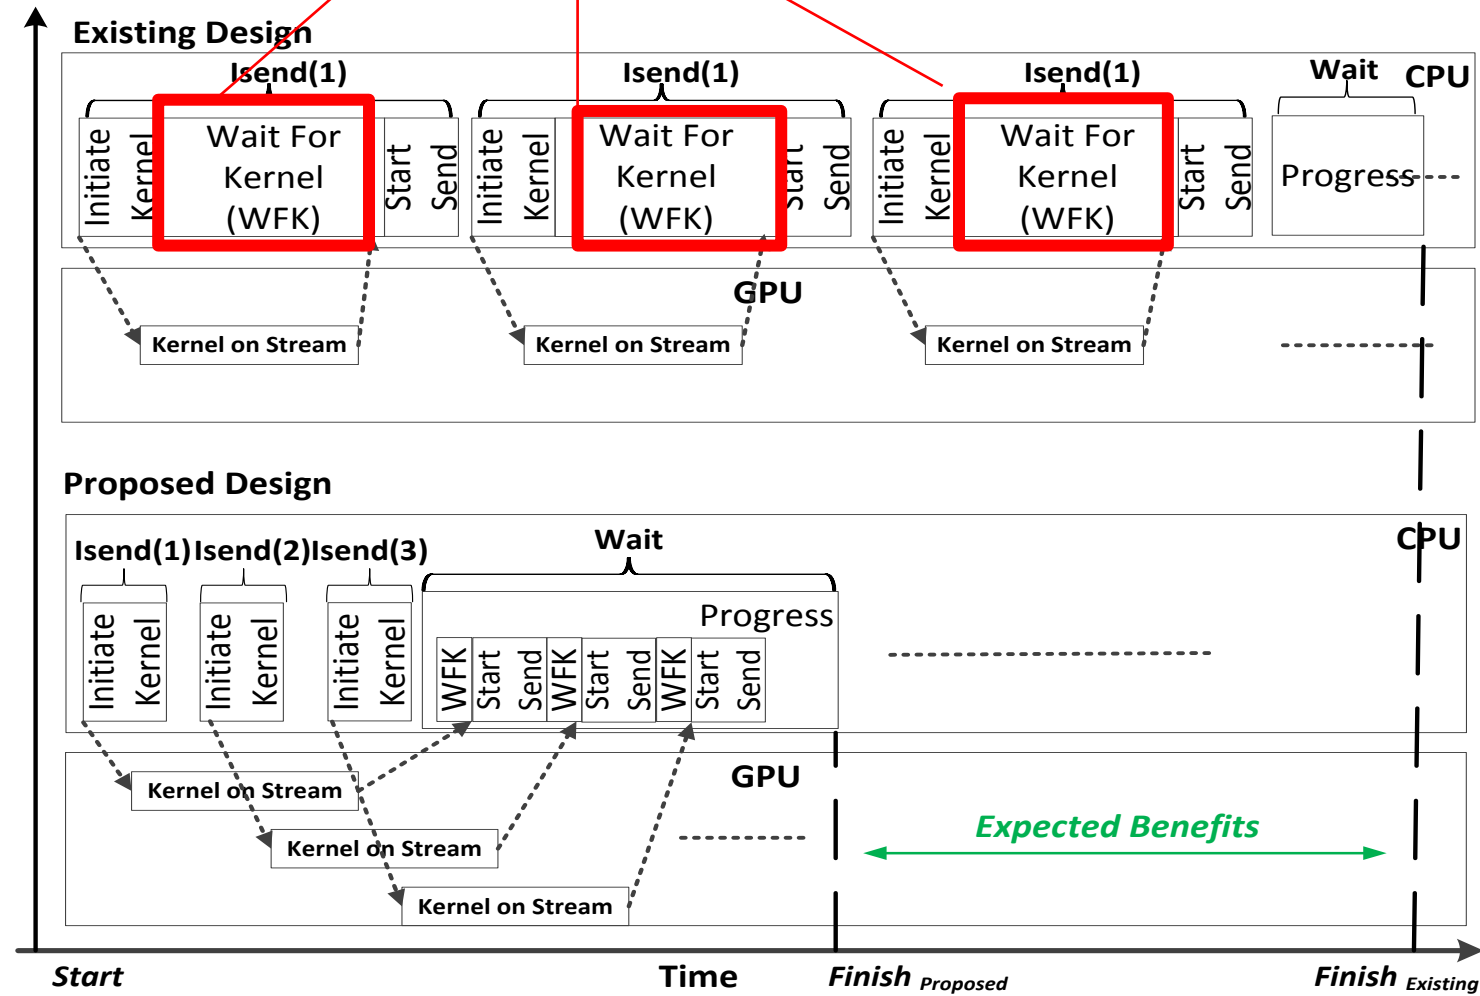 Existing Design
Isend(1) Isend(1) Isend(1) Wait CPU
Initiate
Kernel
Wait For
Kernel
(WFK)
Start
Send
Initiate
Kernel
Wait For
Kernel
(WFK)
Start
Send
Initiate
Kernel
Wait For
Kernel
(WFK)
Start
Send
Progress
GPU
Kernel on Stream Kernel on Stream Kernel on Stream
Proposed Design
Isend(1) Isend(2) Isend(3) Wait CPU
Initiate
Kernel
Initiate
Kernel
Initiate
Kernel
Progress
WFK
Start
Send
WFK
Start
Send
WFK
Start
Send
GPU
Kernel on Stream
Kernel on Stream
Kernel on Stream
Expected Benefits
Start Time Finish Proposed Finish Existing